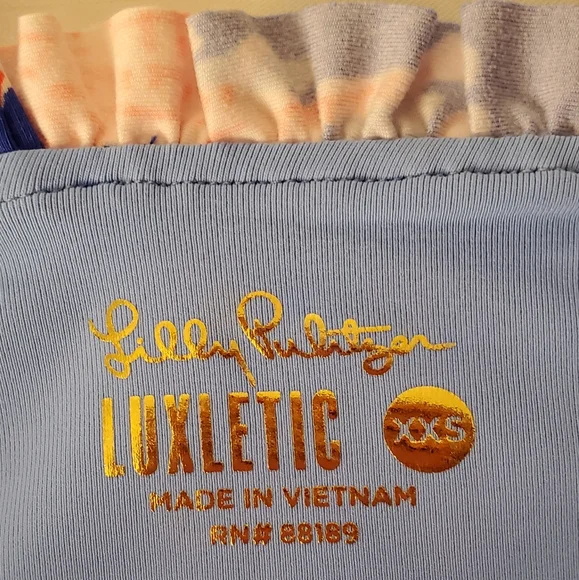 Lilly Pulitzer
LUXLETIC
XXS
MADE IN VIETNAM
RN# 88189